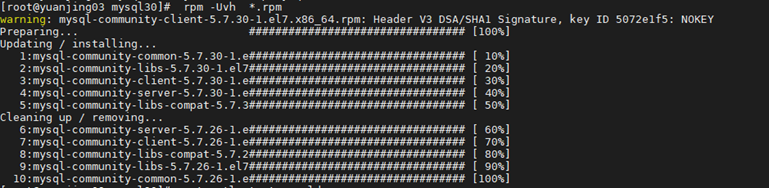 [root@yuanjing03 mysql30]#  rpm -Uvh  *.rpm
warning: mysql-community-client-5.7.30-1.el7.x86_64.rpm: Header V3 DSA/SHA1 Signature, key ID 5072e1f5: NOKEY
Preparing...                          ################################# [100%]
Updating / installing...
   1:mysql-community-common-5.7.30-1.e################################# [ 10%]
   2:mysql-community-libs-5.7.30-1.el7################################# [ 20%]
   3:mysql-community-client-5.7.30-1.e################################# [ 30%]
   4:mysql-community-server-5.7.30-1.e################################# [ 40%]
   5:mysql-community-libs-compat-5.7.3################################# [ 50%]
Cleaning up / removing...
   6:mysql-community-server-5.7.26-1.e################################# [ 60%]
   7:mysql-community-client-5.7.26-1.e################################# [ 70%]
   8:mysql-community-libs-compat-5.7.2################################# [ 80%]
   9:mysql-community-libs-5.7.26-1.el7################################# [ 90%]
  10:mysql-community-common-5.7.26-1.e################################# [100%]